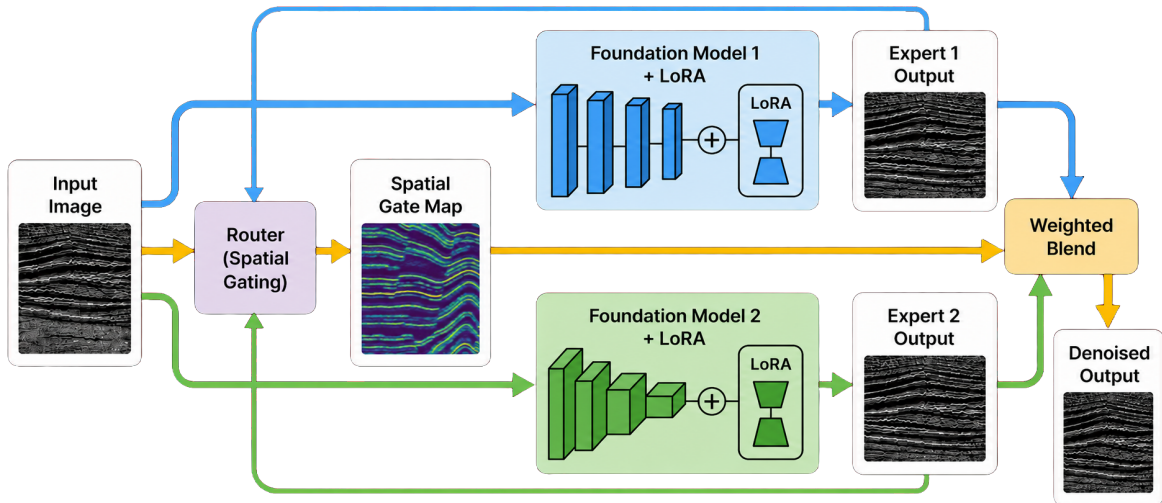 Input
Image
Router
(Spatial
Gating)
Spatial
Gate Map
Foundation Model 1
+ LoRA
LoRA
Expert 1
Output
Foundation Model 2
+ LoRA
LoRA
Expert 2
Output
Weighted
Blend
Denoised
Output